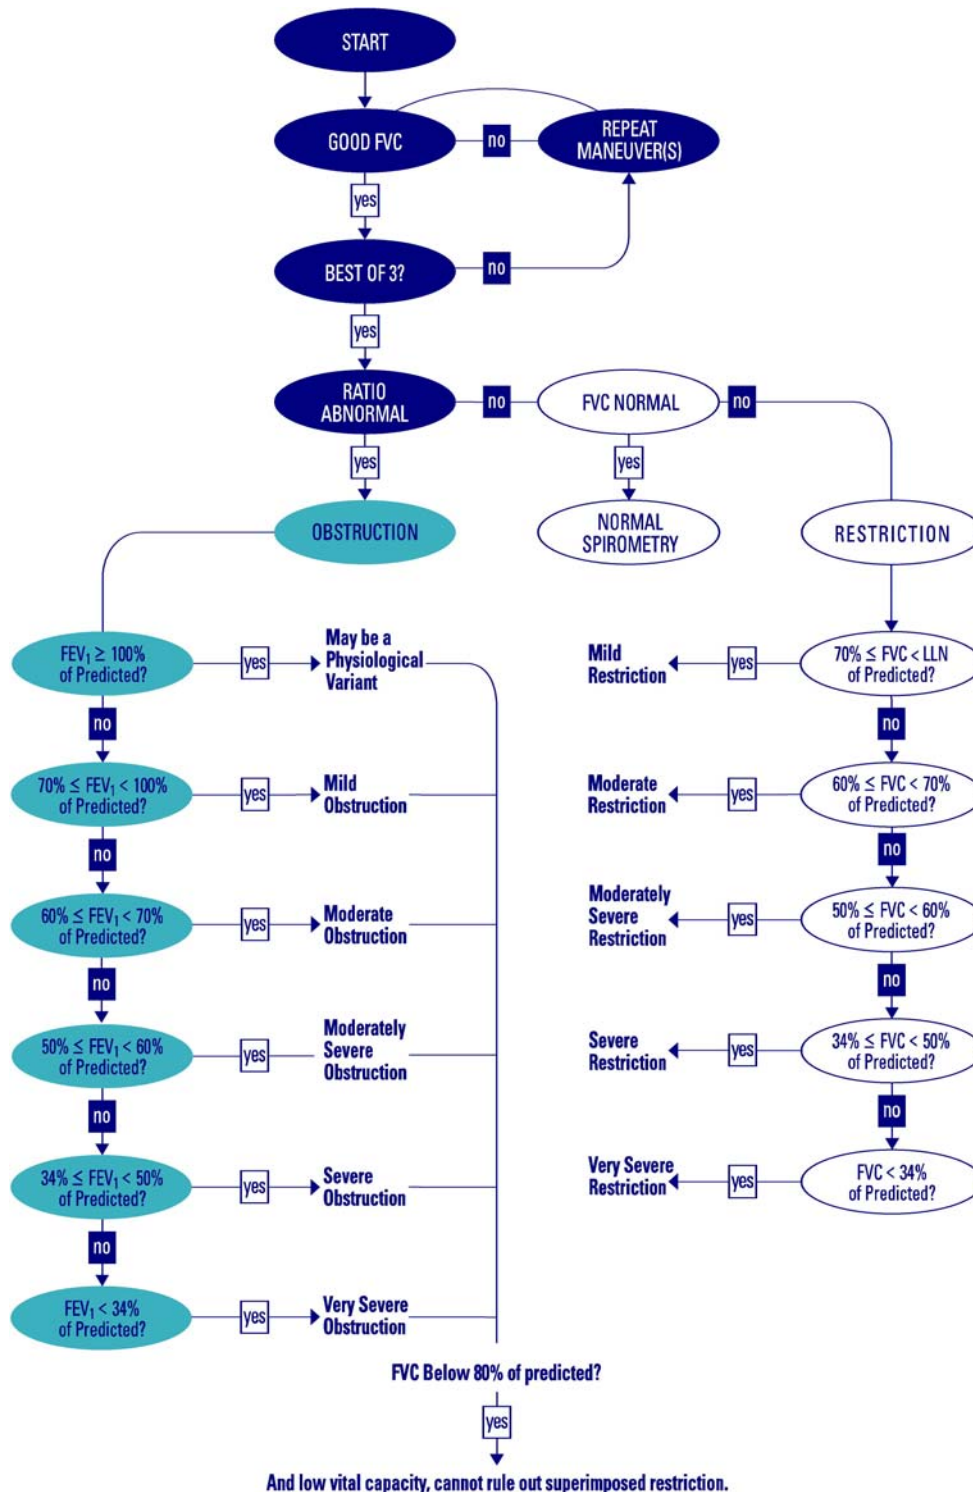 START
GOOD FVC
no
REPEAT
MANEUVER(S)
yes
BEST OF 3?
no
yes
RATIO
ABNORMAL
no
FVC NORMAL
no
yes
yes
OBSTRUCTION
NORMAL
SPIROMETRY
RESTRICTION
FEV₁ ≥ 100%
of Predicted?
yes
May be a
Physiological
Variant
Mild
Restriction
yes
70% ≤ FVC < LLN
of Predicted?
no
no
70% ≤ FEV₁ < 100%
of Predicted?
yes
Mild
Obstruction
Moderate
Restriction
yes
60% ≤ FVC < 70%
of Predicted?
no
no
60% ≤ FEV₁ < 70%
of Predicted?
yes
Moderate
Obstruction
Moderately
Severe
Restriction
yes
50% ≤ FVC < 60%
of Predicted?
no
no
50% ≤ FEV₁ < 60%
of Predicted?
yes
Moderately
Severe
Obstruction
Severe
Restriction
yes
34% ≤ FVC < 50%
of Predicted?
no
no
34% ≤ FEV₁ < 50%
of Predicted?
yes
Severe
Obstruction
Very Severe
Restriction
yes
FVC < 34%
of Predicted?
no
FEV₁ < 34%
of Predicted?
yes
Very Severe
Obstruction
FVC Below 80% of predicted?
yes
And low vital capacity, cannot rule out superimposed restriction.